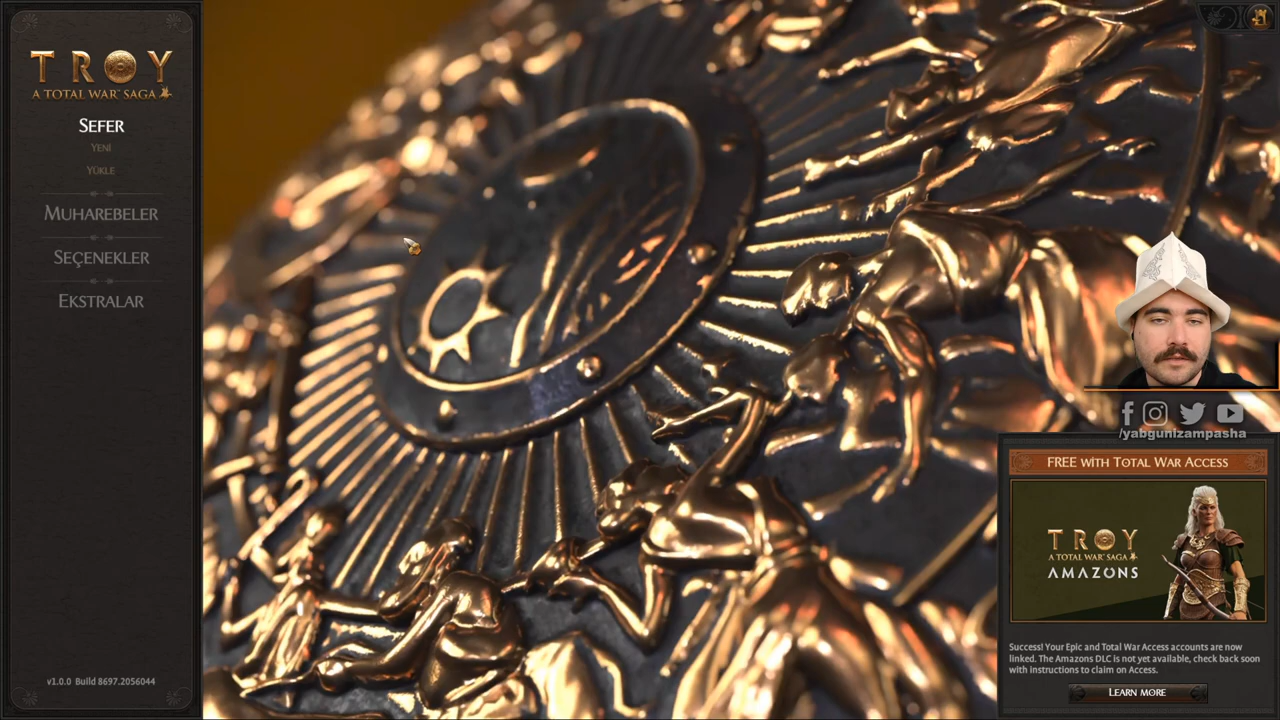 TROY
A TOTAL WAR SAGA
SEFER
YENİ
YÜKLE
MUHAREBELER
SEÇENEKLER
EKSTRALAR
v1.0.0 Build 8697.2056044
/yabgunizampasha
FREE WITH TOTAL WAR ACCESS
TROY
A TOTAL WAR SAGA
AMAZONS
Success! Your Epic and Total War Access accounts are now
linked. The Amazons DLC is not yet available, check back soon
with instructions to claim on Access.
LEARN MORE